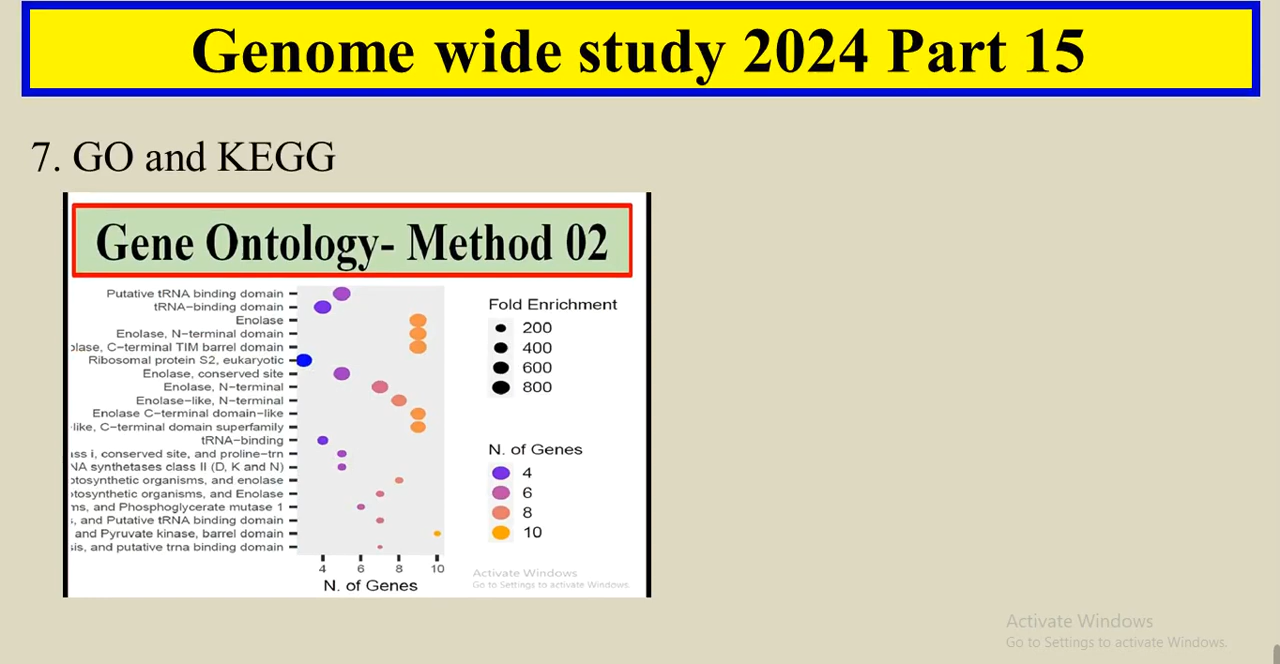 Genome wide study 2024 Part 15
7. GO and KEGG
Gene Ontology- Method 02
Putative tRNA binding domain
tRNA-binding domain
Enolase
Enolase, N-terminal domain
olase, C-terminal TIM barrel domain
Ribosomal protein S2, eukaryotic
Enolase, conserved site
Enolase, N-terminal
Enolase-like, N-terminal
Enolase C-terminal domain-like
-like, C-terminal domain superfamily
tRNA-binding
ass i, conserved site, and proline-trn
NA synthetases class II (D, K and N)
otosynthetic organisms, and enolase
otosynthetic organisms, and Enolase
ms, and Phosphoglycerate mutase 1
, and Putative tRNA binding domain
and Pyruvate kinase, barrel domain
sis, and putative trna binding domain
4 6 8 10
N. of Genes
Fold Enrichment
200
400
600
800
N. of Genes
4
6
8
10
Activate Windows
Go to Settings to activate Windows.
Activate Windows
Go to Settings to activate Windows.